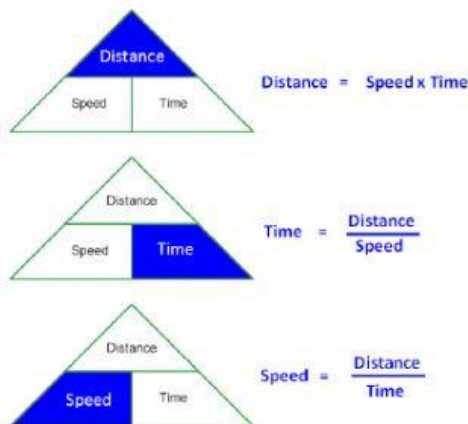 Distance
Speed Time
Distance = Speed x Time
Distance
Speed Time
Time = Distance
Speed
Distance
Speed Time
Speed = Distance
Time